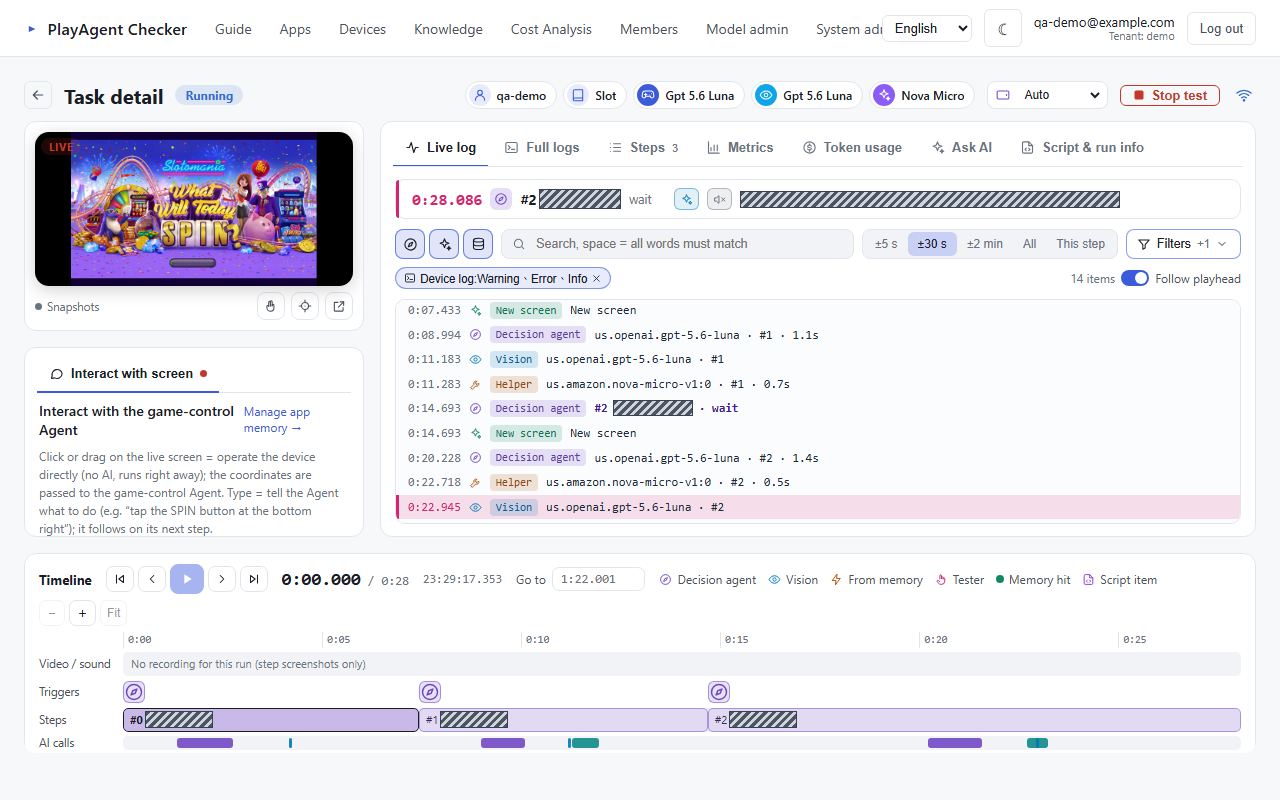 PlayAgent Checker Guide Apps Devices Knowledge Cost Analysis Members Model admin System adr English qa-demo@example.com Log out
Tenant: demo
Task detail Running qa-demo Slot Gpt 5.6 Luna Gpt 5.6 Luna Nova Micro Auto Stop test
LIVE
Slotomania
What Will Today SPIN?
Snapshots
Interact with screen
Interact with the game-control Agent
Manage app memory →
Click or drag on the live screen = operate the device
directly (no AI, runs right away); the coordinates are
passed to the game-control Agent. Type = tell the Agent
what to do (e.g. “tap the SPIN button at the bottom
right”); it follows on its next step.
Live log Full logs Steps 3 Metrics Token usage Ask AI Script & run info
0:28.086 #2 wait
Search, space = all words must match ±5 s ±30 s ±2 min All This step Filters +1
Device log:Warning · Error · Info × 14 items Follow playhead
0:07.433 New screen New screen
0:08.994 Decision agent us.openai.gpt-5.6-luna · #1 · 1.1s
0:11.183 Vision us.openai.gpt-5.6-luna · #1
0:11.283 Helper us.amazon.nova-micro-v1:0 · #1 · 0.7s
0:14.693 Decision agent #2 · wait
0:14.693 New screen New screen
0:20.228 Decision agent us.openai.gpt-5.6-luna · #2 · 1.4s
0:22.718 Helper us.amazon.nova-micro-v1:0 · #2 · 0.5s
0:22.945 Vision us.openai.gpt-5.6-luna · #2
Timeline 0:00.000 / 0:28 23:29:17.353 Go to 1:22.001 Decision agent Vision From memory Tester Memory hit Script item
− + Fit
0:00 0:05 0:10 0:15 0:20 0:25
Video / sound No recording for this run (step screenshots only)
Triggers
Steps #0 #1 #2
AI calls